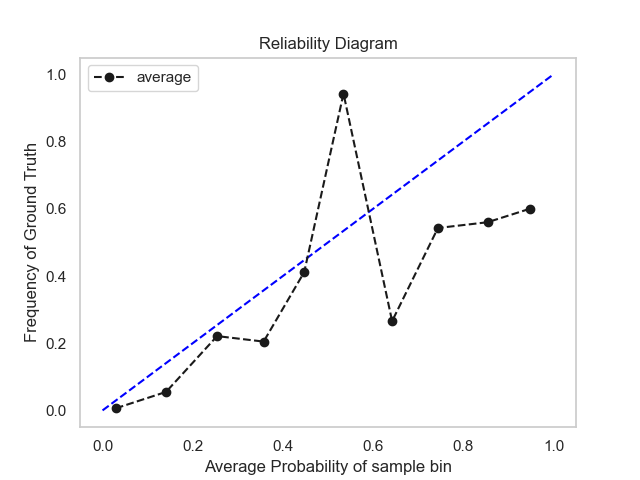 Reliability Diagram
average
1.0
0.8
0.6
0.4
0.2
0.0
Frequency of Ground Truth
0.0 0.2 0.4 0.6 0.8 1.0
Average Probability of sample bin